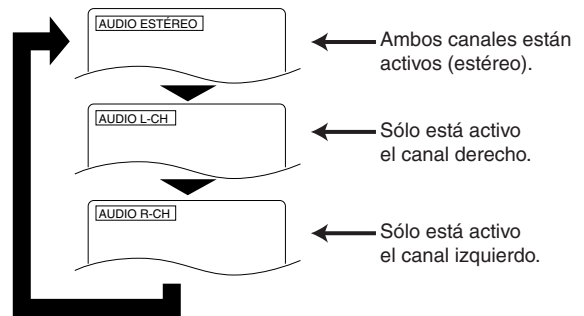 AUDIO ESTÉREO
Ambos canales están
activos (estéreo).
AUDIO L-CH
Sólo está activo
el canal derecho.
AUDIO R-CH
Sólo está activo
el canal izquierdo.